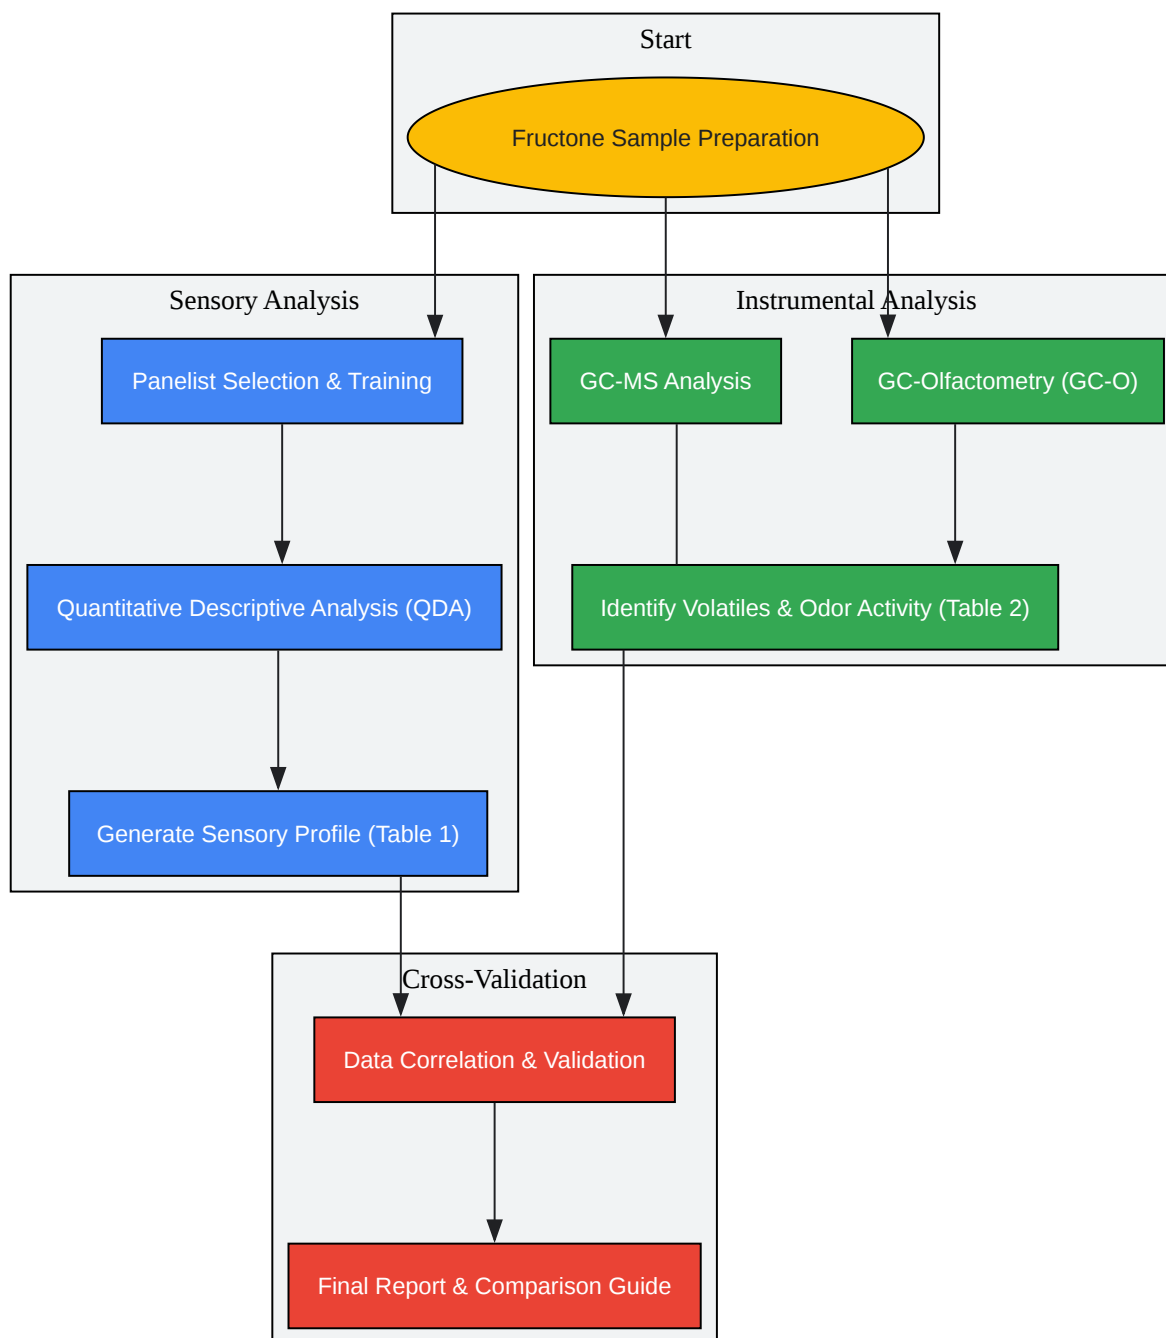 Start
Fructone Sample Preparation
Sensory Analysis
Instrumental Analysis
Panelist Selection & Training
GC-MS Analysis
GC-Olfactometry (GC-O)
Quantitative Descriptive Analysis (QDA)
Identify Volatiles & Odor Activity (Table 2)
Generate Sensory Profile (Table 1)
Cross-Validation
Data Correlation & Validation
Final Report & Comparison Guide